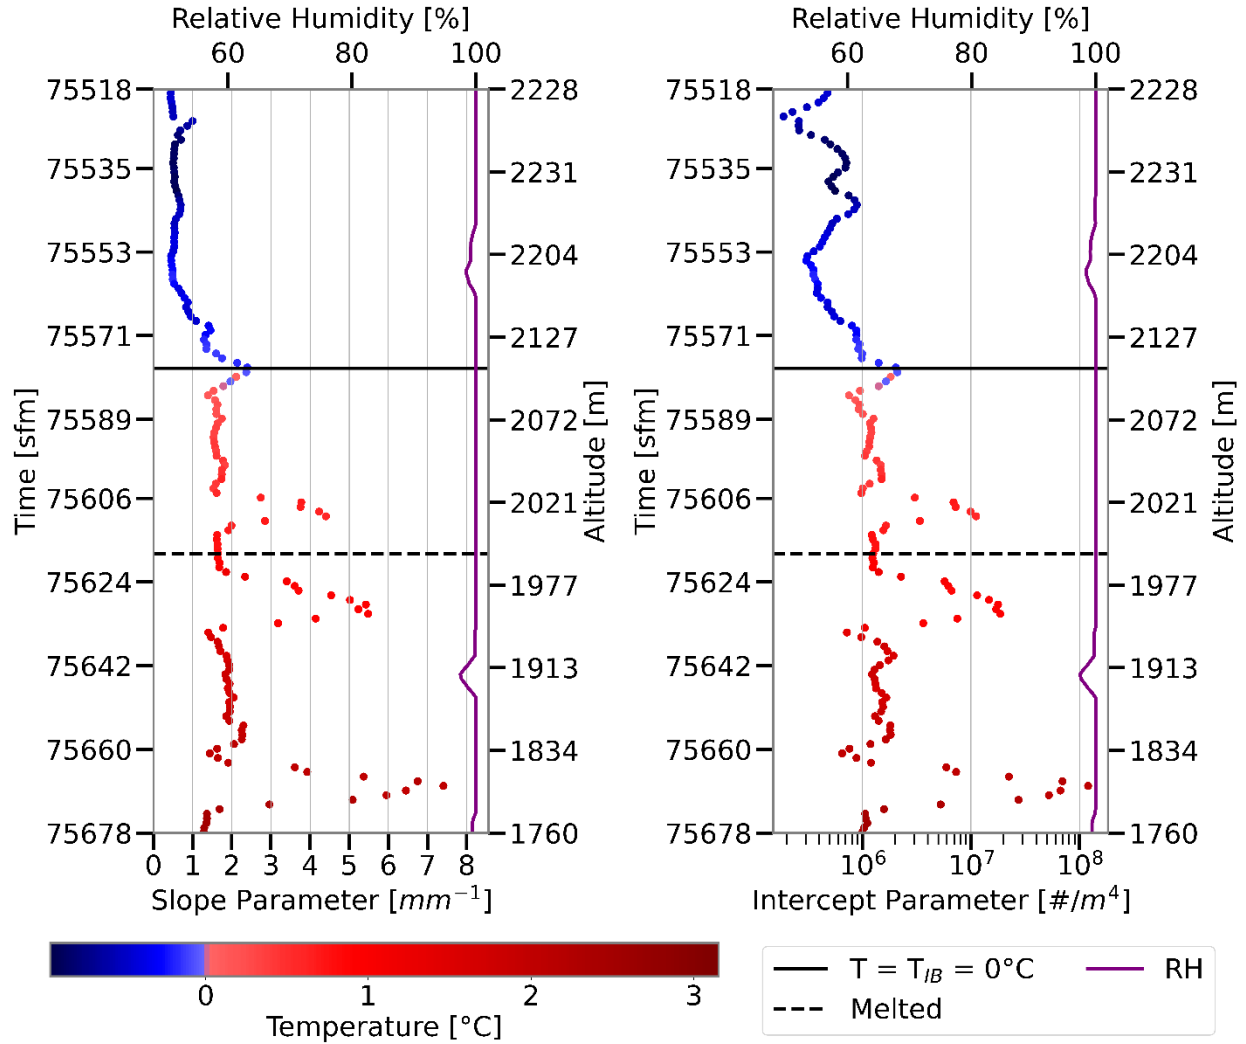 Relative Humidity [%]
60 80 100
75518
75535
75553
75571
75589
75606
75624
75642
75660
75678
Time [sfm]
2228
2231
2204
2127
2072
2021
1977
1913
1834
1760
Altitude [m]
0 1 2 3 4 5 6 7 8
Slope Parameter [mm⁻¹]
Relative Humidity [%]
60 80 100
75518
75535
75553
75571
75589
75606
75624
75642
75660
75678
Time [sfm]
2228
2231
2204
2127
2072
2021
1977
1913
1834
1760
Altitude [m]
10⁶ 10⁷ 10⁸
Intercept Parameter [#/m⁴]
0 1 2 3
Temperature [°C]
T = T_IB = 0°C
Melted
RH